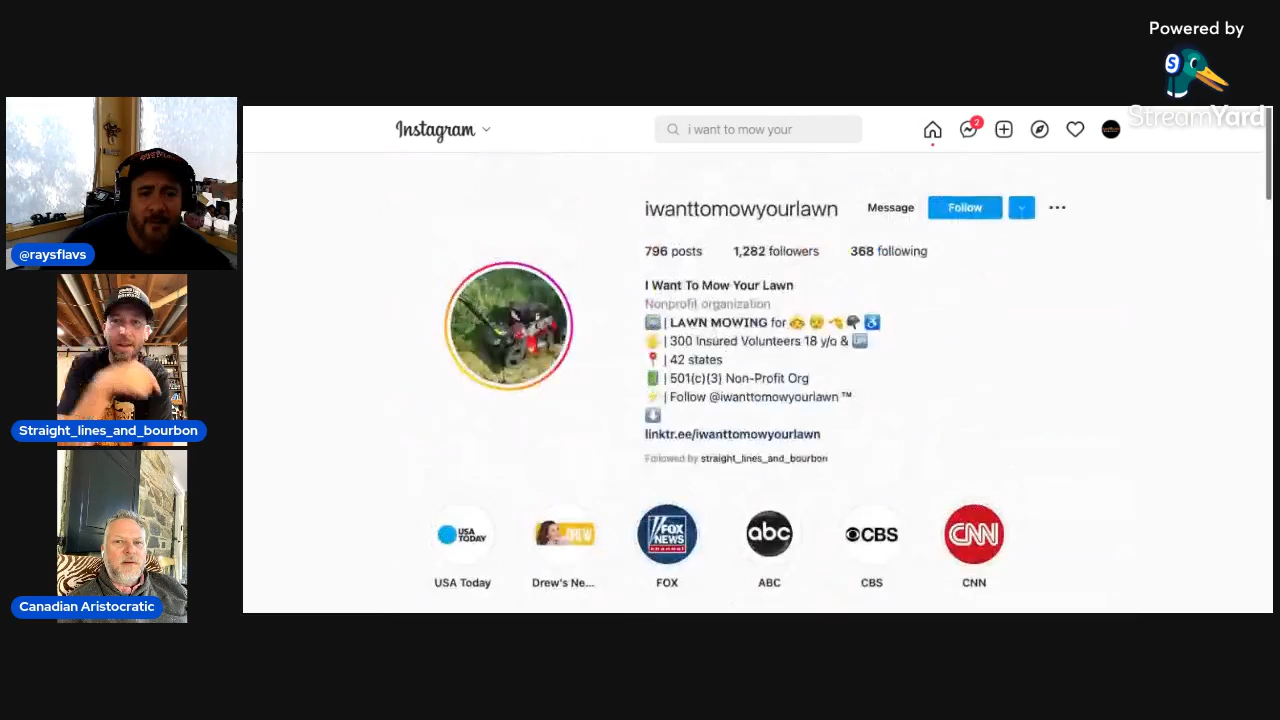 Powered by
StreamYard
@raysflavs
Straight_lines_and_bourbon
Canadian Aristocratic
Instagram
i want to mow your
2
iwanttomowyourlawn
Message
Follow
796 posts
1,282 followers
368 following
I Want To Mow Your Lawn
Nonprofit organization
| LAWN MOWING for
| 300 Insured Volunteers 18 y/o &
| 42 states
| 501(c)(3) Non-Profit Org
| Follow @iwanttomowyourlawn ™
linktr.ee/iwanttomowyourlawn
Followed by straight_lines_and_bourbon
USA TODAY
DREW
FOX NEWS channel
abc
CBS
CNN
USA Today
Drew's Ne...
FOX
ABC
CBS
CNN